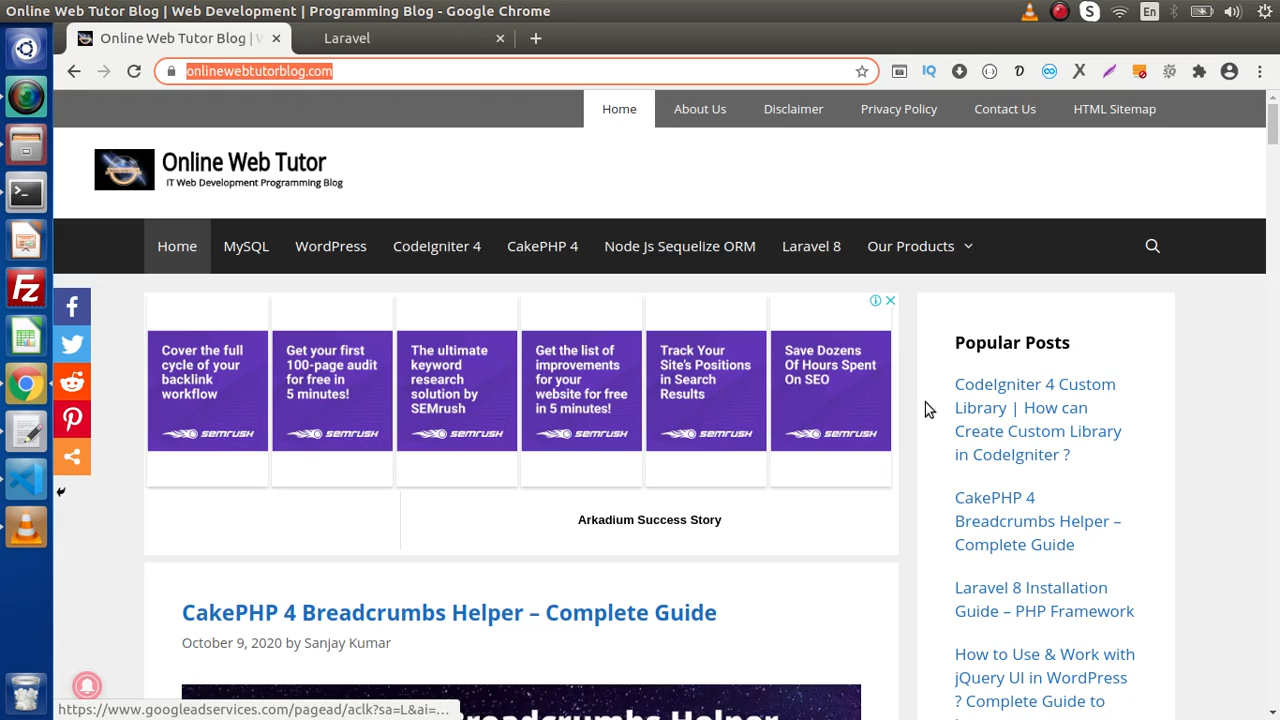 Online Web Tutor Blog | Web Development | Programming Blog - Google Chrome
En
Online Web Tutor Blog | W
Laravel
onlinewebtutorblog.com
IQ
Home
About Us
Disclaimer
Privacy Policy
Contact Us
HTML Sitemap
Online Web Tutor
IT Web Development Programming Blog
Home
MySQL
WordPress
CodeIgniter 4
CakePHP 4
Node Js Sequelize ORM
Laravel 8
Our Products
Cover the full
cycle of your
backlink
workflow
SEMRUSH
Get your first
100-page audit
for free in
5 minutes!
SEMRUSH
The ultimate
keyword
research
solution by
SEMrush
SEMRUSH
Get the list of
improvements
for your
website for free
in 5 minutes!
SEMRUSH
Track Your
Site's Positions
in Search
Results
SEMRUSH
Save Dozens
Of Hours Spent
On SEO
SEMRUSH
Arkadium Success Story
CakePHP 4 Breadcrumbs Helper – Complete Guide
October 9, 2020 by Sanjay Kumar
Breadcrumbs Helper
Popular Posts
CodeIgniter 4 Custom
Library | How can
Create Custom Library
in CodeIgniter ?
CakePHP 4
Breadcrumbs Helper –
Complete Guide
Laravel 8 Installation
Guide – PHP Framework
How to Use & Work with
jQuery UI in WordPress
? Complete Guide to
https://www.googleadservices.com/pagead/aclk?sa=L&ai=...